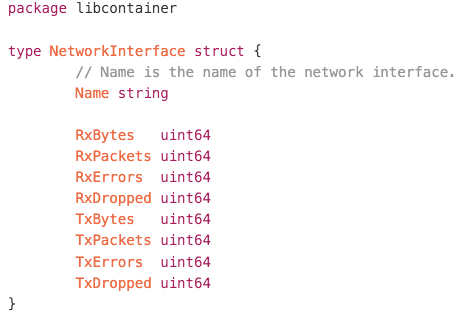 package libcontainer

type NetworkInterface struct {
        // Name is the name of the network interface.
        Name string

        RxBytes   uint64
        RxPackets uint64
        RxErrors  uint64
        RxDropped uint64
        TxBytes   uint64
        TxPackets uint64
        TxErrors  uint64
        TxDropped uint64
}